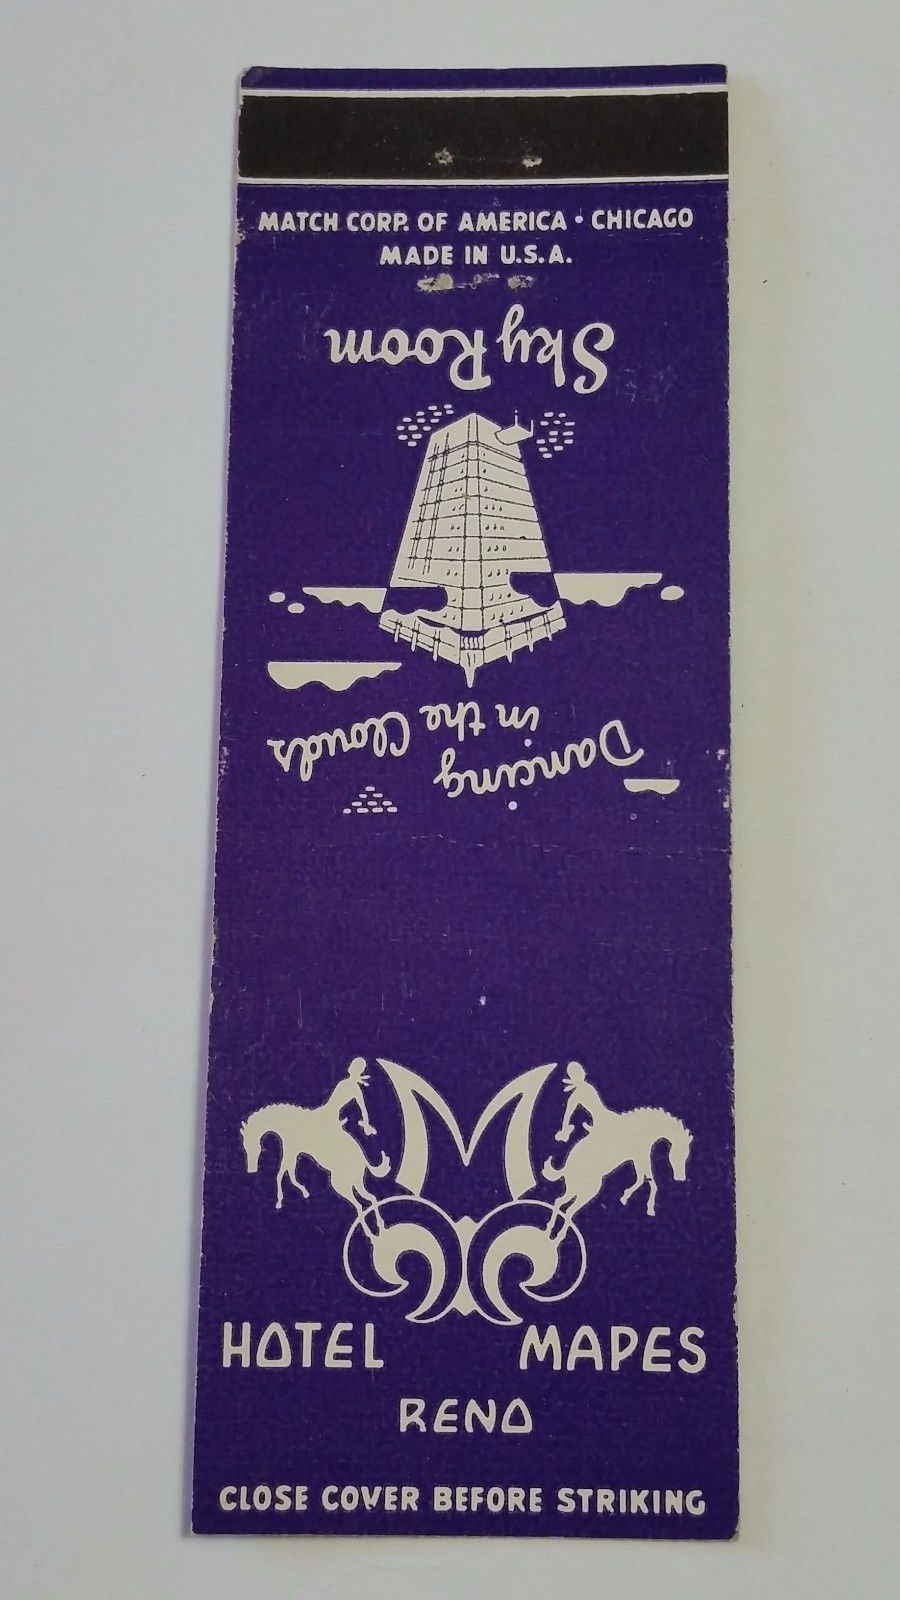 MATCH CORP. OF AMERICA • CHICAGO
MADE IN U.S.A.
Dancing
in the Clouds
Sky Room
M
HOTEL MAPES
RENO
CLOSE COVER BEFORE STRIKING